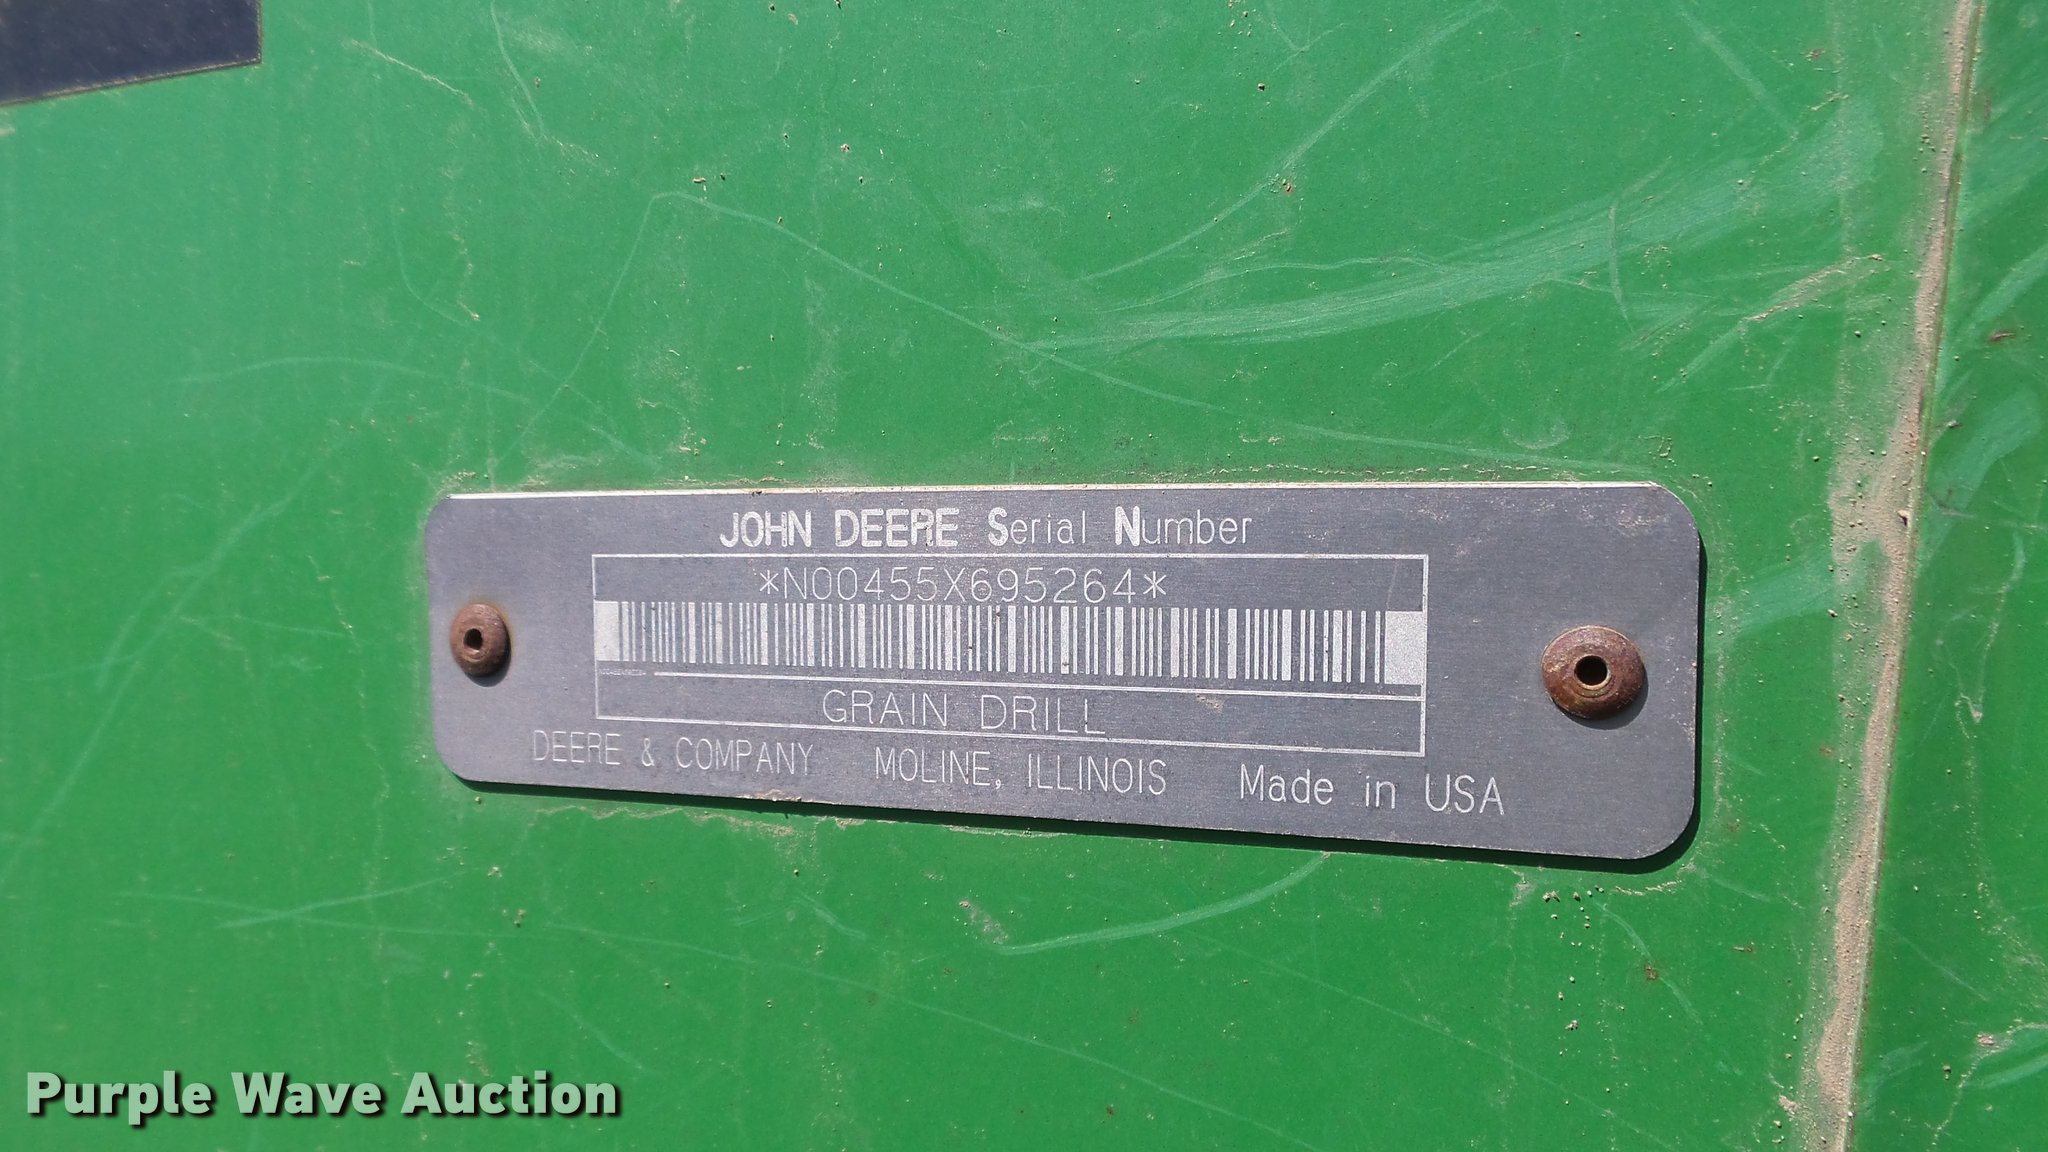 JOHN DEERE Serial Number
*N00455X695264*
GRAIN DRILL
DEERE & COMPANY MOLINE, ILLINOIS Made in USA
Purple Wave Auction